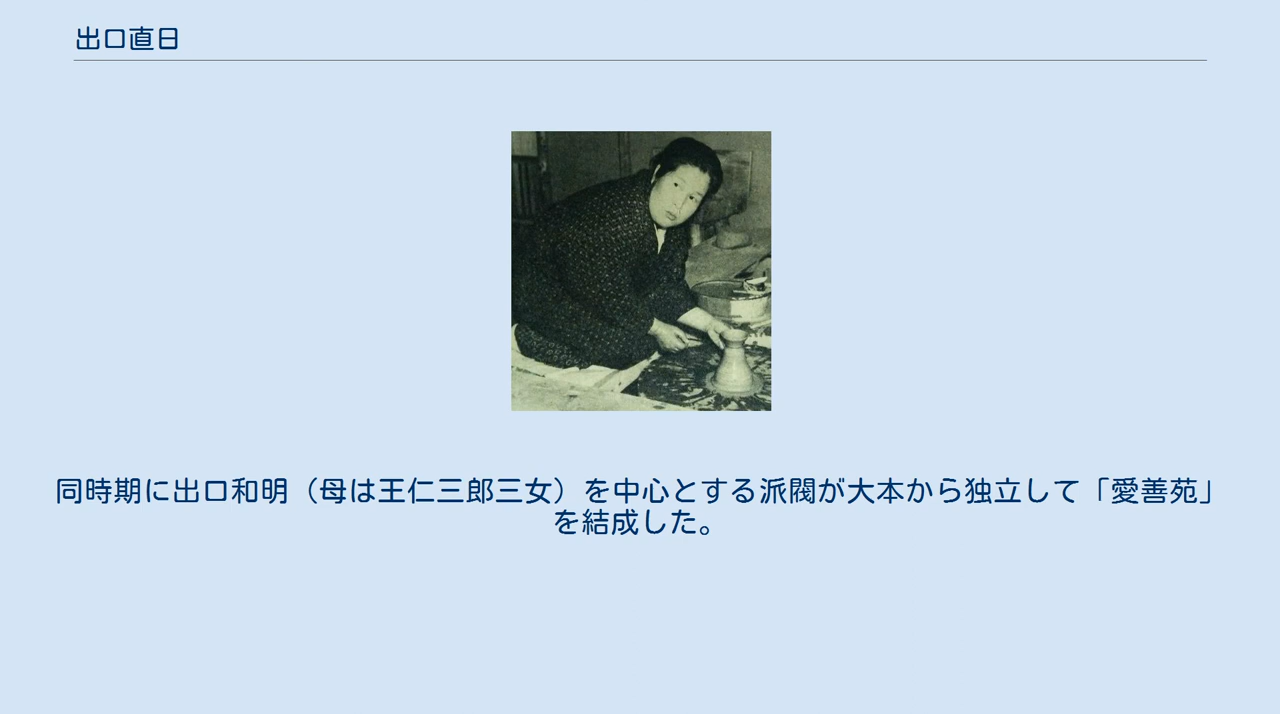 出口直日
同時期に出口和明（母は王仁三郎三女）を中心とする派閥が大本から独立して「愛善苑」
を結成した。